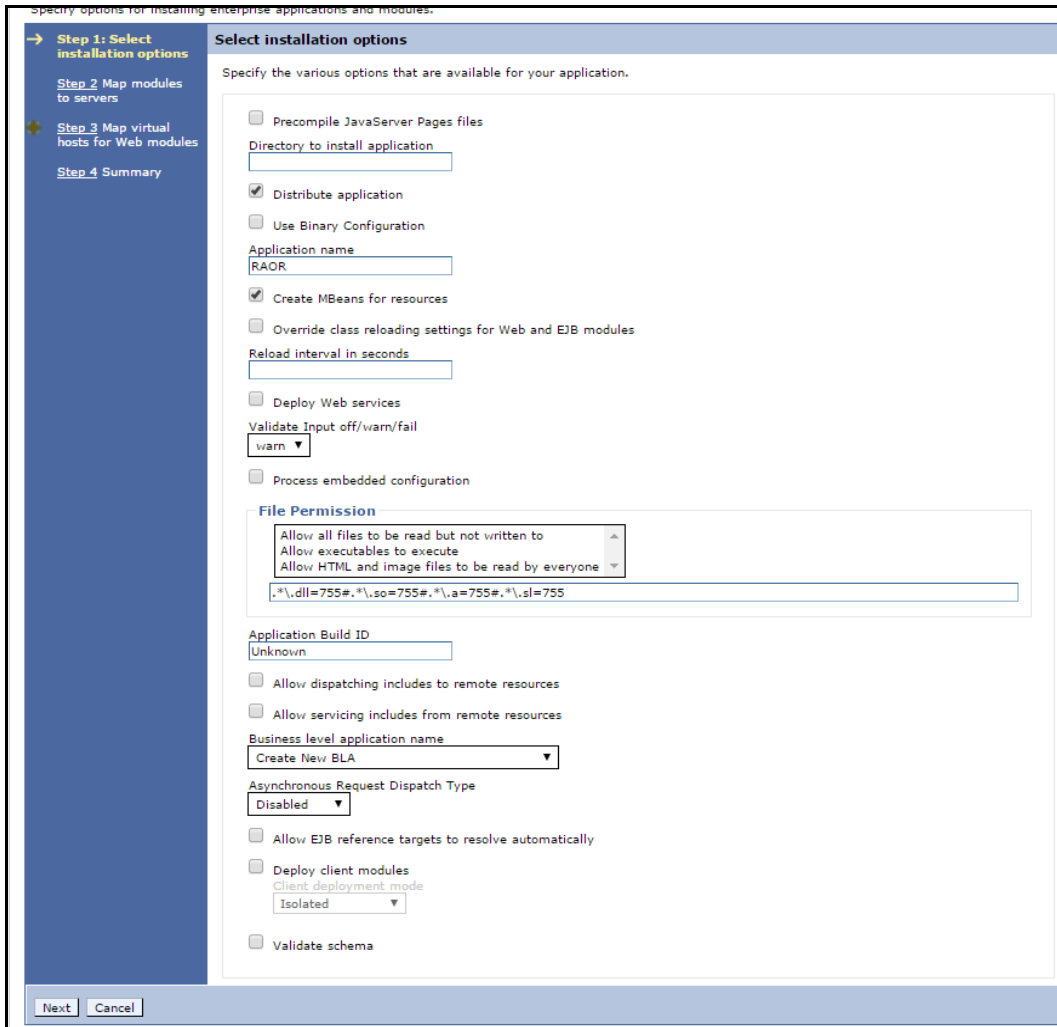 Specify options for installing enterprise applications and modules.
Step 1: Select
installation options
Step 2 Map modules
to servers
Step 3 Map virtual
hosts for Web modules
Step 4 Summary
Select installation options
Specify the various options that are available for your application.
Precompile JavaServer Pages files
Directory to install application
Distribute application
Use Binary Configuration
Application name
RAOR
Create MBeans for resources
Override class reloading settings for Web and EJB modules
Reload interval in seconds
Deploy Web services
Validate Input off/warn/fail
warn
Process embedded configuration
File Permission
Allow all files to be read but not written to
Allow executables to execute
Allow HTML and image files to be read by everyone
.*\.dll=755#.*\.so=755#.*\.a=755#.*\.sl=755
Application Build ID
Unknown
Allow dispatching includes to remote resources
Allow servicing includes from remote resources
Business level application name
Create New BLA
Asynchronous Request Dispatch Type
Disabled
Allow EJB reference targets to resolve automatically
Deploy client modules
Client deployment mode
Isolated
Validate schema
Next Cancel